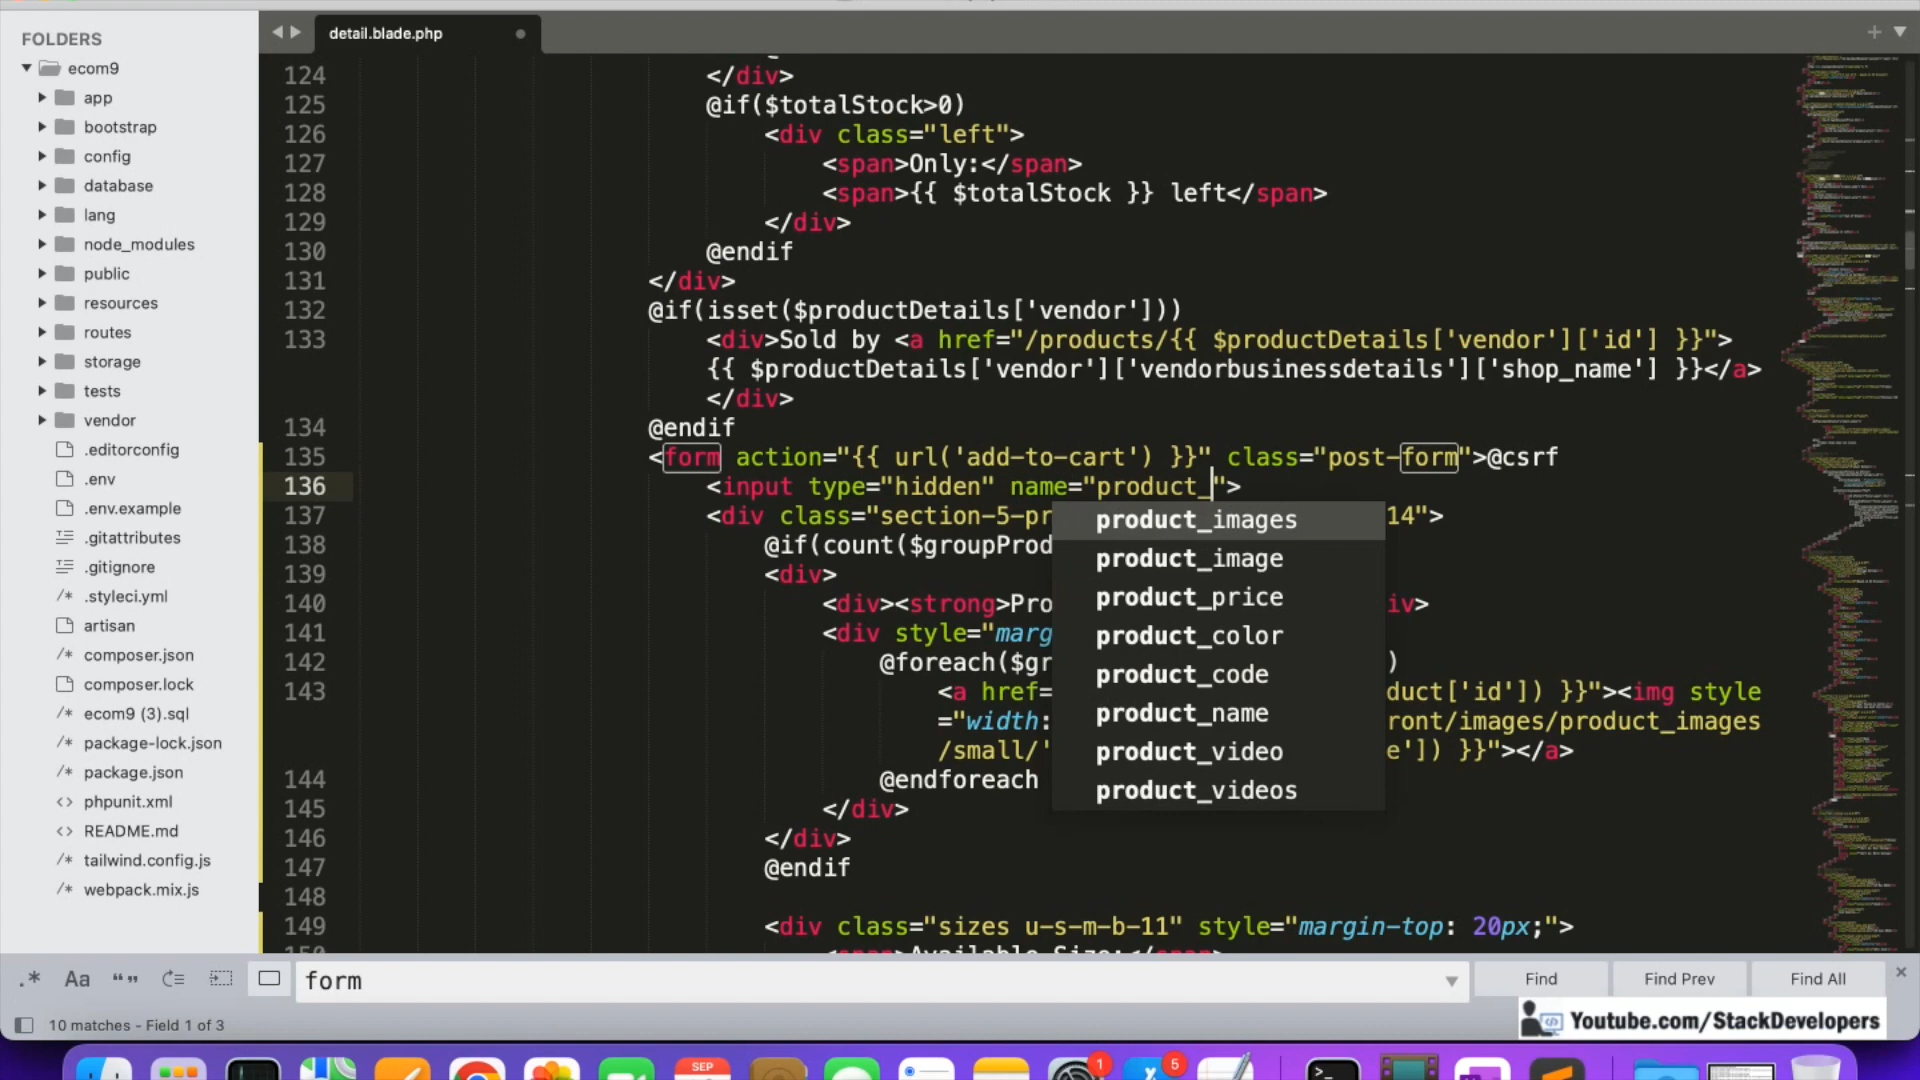 FOLDERS
ecom9
app
bootstrap
config
database
lang
node_modules
public
resources
routes
storage
tests
vendor
.editorconfig
.env
.env.example
.gitattributes
.gitignore
/* .styleci.yml
artisan
/* composer.json
composer.lock
/* ecom9 (3).sql
/* package-lock.json
/* package.json
<> phpunit.xml
<> README.md
/* tailwind.config.js
/* webpack.mix.js
detail.blade.php
124 </div>
125 @if($totalStock>0)
126 <div class="left">
127 <span>Only:</span>
128 <span>{{ $totalStock }} left</span>
129 </div>
130 @endif
131 </div>
132 @if(isset($productDetails['vendor']))
133 <div>Sold by <a href="/products/{{ $productDetails['vendor']['id'] }}">
{{ $productDetails['vendor']['vendorbusinessdetails']['shop_name'] }}</a>
</div>
134 @endif
135 <form action="{{ url('add-to-cart') }}" class="post-form">@csrf
136 <input type="hidden" name="product_">
137 <div class="section-5-pr 14">
138 @if(count($groupProd
139 <div>
140 <div><strong>Pro iv>
141 <div style="marg
142 @foreach($gr )
143 <a href= duct['id']) }}"><img style
="width: ront/images/product_images
/small/' e']) }}"></a>
144 @endforeach
145 </div>
146 </div>
147 @endif
148
149 <div class="sizes u-s-m-b-11" style="margin-top: 20px;">
product_images
product_image
product_price
product_color
product_code
product_name
product_video
product_videos
.* Aa “ ”
form
Find
Find Prev
Find All
10 matches - Field 1 of 3
Youtube.com/StackDevelopers
SEP
1
5